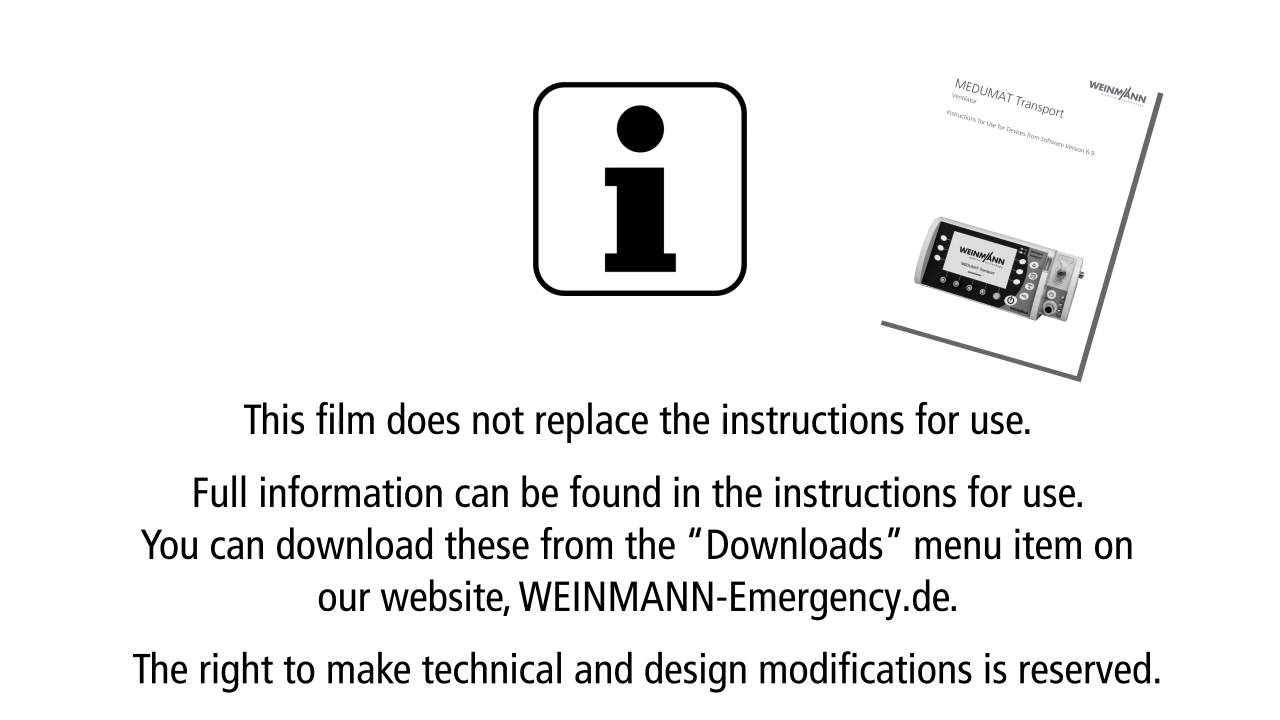 MEDUMAT Transport
Ventilator
Instructions for Use for Devices from Software Version 6.9
WEINMANN
WEINMANN
MEDUMAT Transport
This film does not replace the instructions for use.
Full information can be found in the instructions for use.
You can download these from the “Downloads” menu item on
our website, WEINMANN-Emergency.de.
The right to make technical and design modifications is reserved.